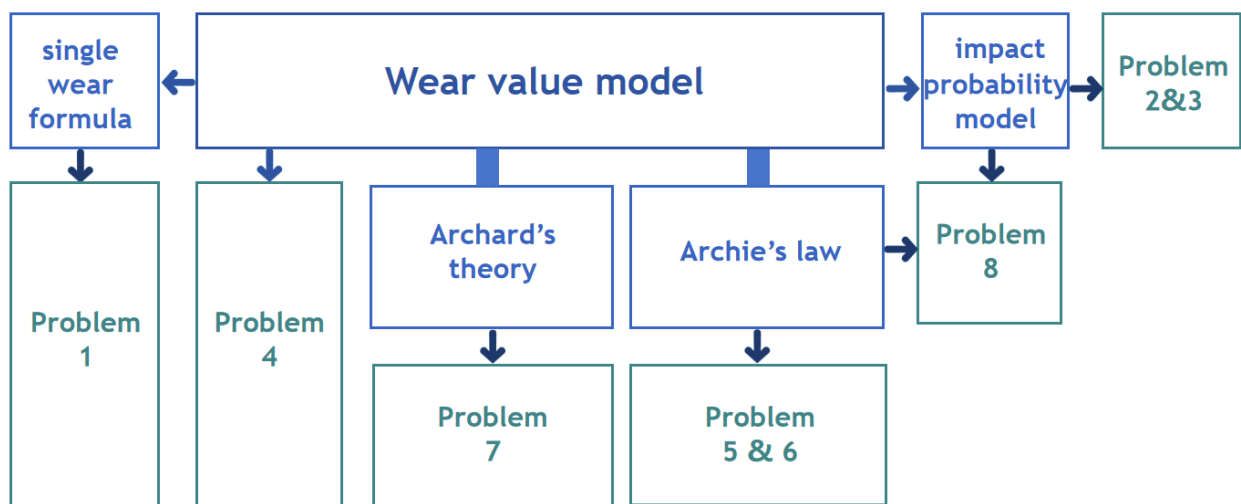 single
wear
formula
Wear value model
impact
probability
model
Problem
2&3
Problem
1
Problem
4
Archard's
theory
Archie's law
Problem
8
Problem
7
Problem
5 & 6